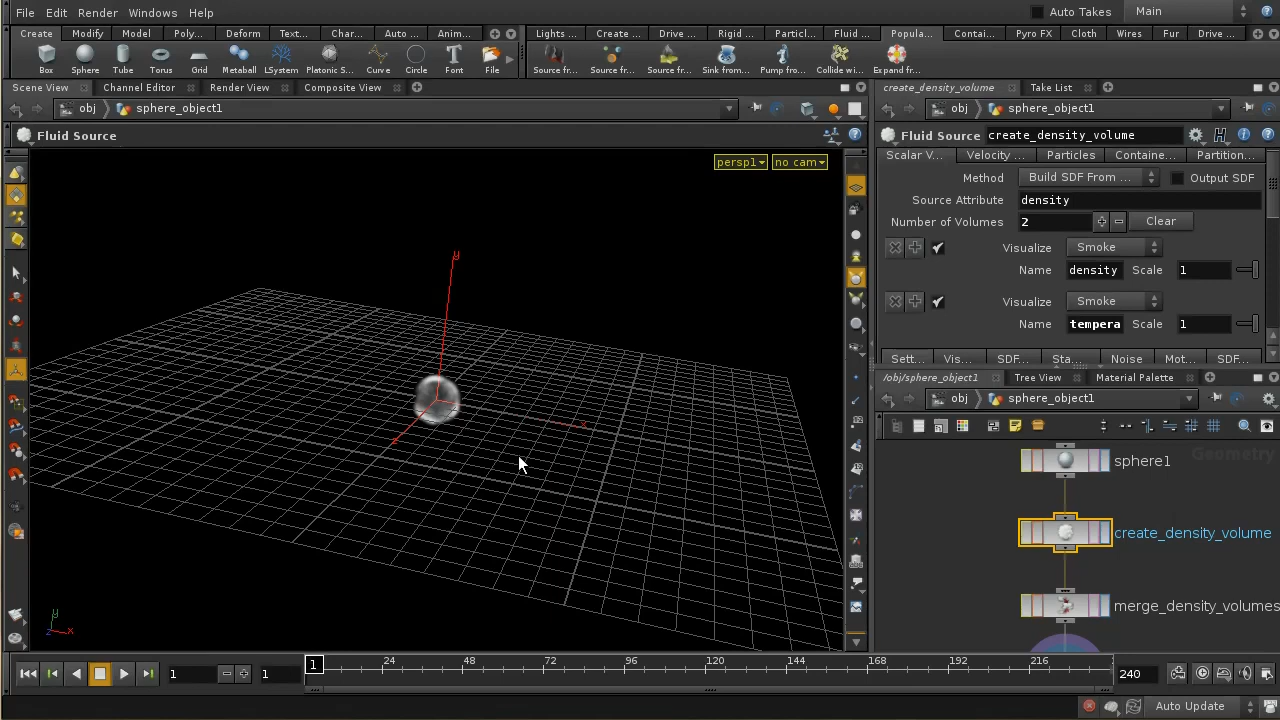 File Edit Render Windows Help Auto Takes Main
Create Modify Model Poly... Deform Text... Char... Auto ... Anim... Lights ... Create ... Drive ... Rigid ... Particl... Fluid ... Popula... Contai... Pyro FX Cloth Wires Fur Drive ...
Box Sphere Tube Torus Grid Metaball LSystem Platonic S... Curve Circle Font File Source fr... Source fr... Source fr... Sink from... Pump fro... Collide wi... Expand fr...
Scene View Channel Editor Render View Composite View
obj sphere_object1
Fluid Source
persp1 no cam
y
x
z
y
z x
create_density_volume Take List
obj sphere_object1
Fluid Source create_density_volume
Scalar V... Velocity ... Particles Containe... Partition...
Method Build SDF From ... Output SDF
Source Attribute density
Number of Volumes 2 Clear
Visualize Smoke
Name density Scale 1
Visualize Smoke
Name tempera Scale 1
Sett... Vis... SDF... Sta... Noise Mot... SDF...
/obj/sphere_object1 Tree View Material Palette
obj sphere_object1
Geometry
sphere1
create_density_volume
merge_density_volumes
1 1 1 24 48 72 96 120 144 168 192 216 240
Auto Update